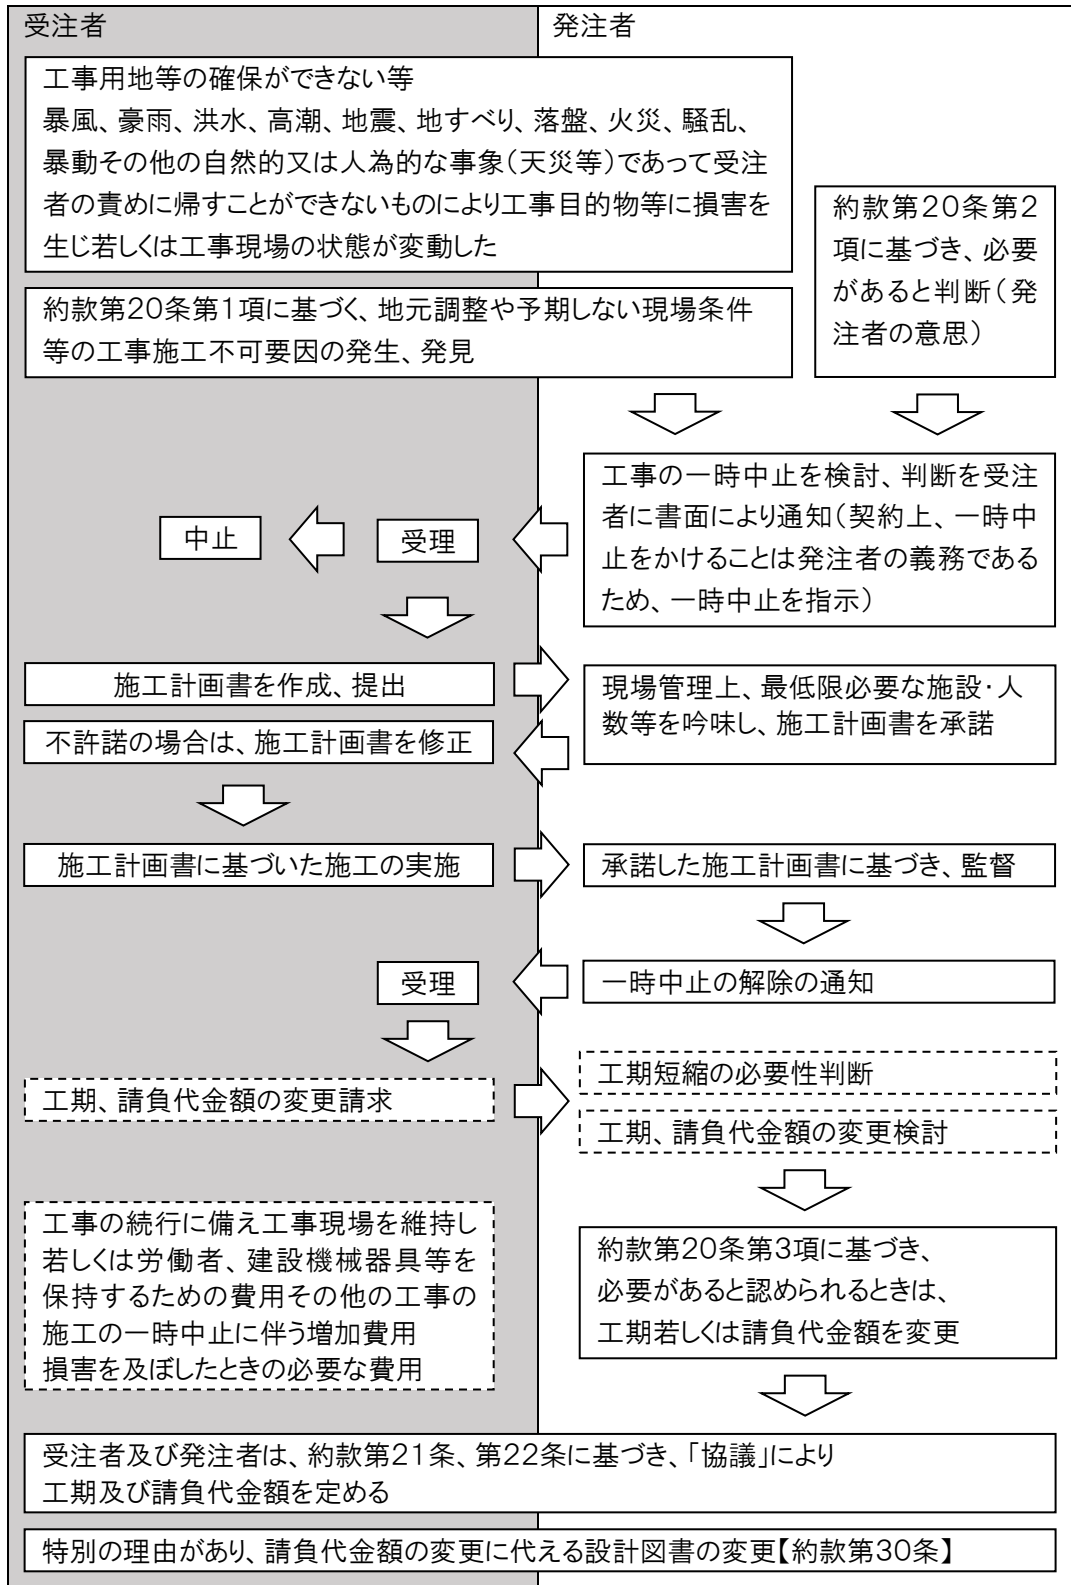 受注者
発注者
工事用地等の確保ができない等
暴風、豪雨、洪水、高潮、地震、地すべり、落盤、火災、騒乱、
暴動その他の自然的又は人為的な事象（天災等）であって受注
者の責めに帰すことができないものにより工事目的物等に損害を
生じ若しくは工事現場の状態が変動した
約款第20条第2
項に基づき、必要
があると判断（発
注者の意思）
約款第20条第1項に基づく、地元調整や予期しない現場条件
等の工事施工不可要因の発生、発見
工事の一時中止を検討、判断を受注
者に書面により通知（契約上、一時中
止をかけることは発注者の義務である
ため、一時中止を指示）
受理
中止
施工計画書を作成、提出
現場管理上、最低限必要な施設・人
数等を吟味し、施工計画書を承諾
不許諾の場合は、施工計画書を修正
施工計画書に基づいた施工の実施
承諾した施工計画書に基づき、監督
一時中止の解除の通知
受理
工期、請負代金額の変更請求
工期短縮の必要性判断
工期、請負代金額の変更検討
工事の続行に備え工事現場を維持し
若しくは労働者、建設機械器具等を
保持するための費用その他の工事の
施工の一時中止に伴う増加費用
損害を及ぼしたときの必要な費用
約款第20条第3項に基づき、
必要があると認められるときは、
工期若しくは請負代金額を変更
受注者及び発注者は、約款第21条、第22条に基づき、「協議」により
工期及び請負代金額を定める
特別の理由があり、請負代金額の変更に代える設計図書の変更【約款第30条】